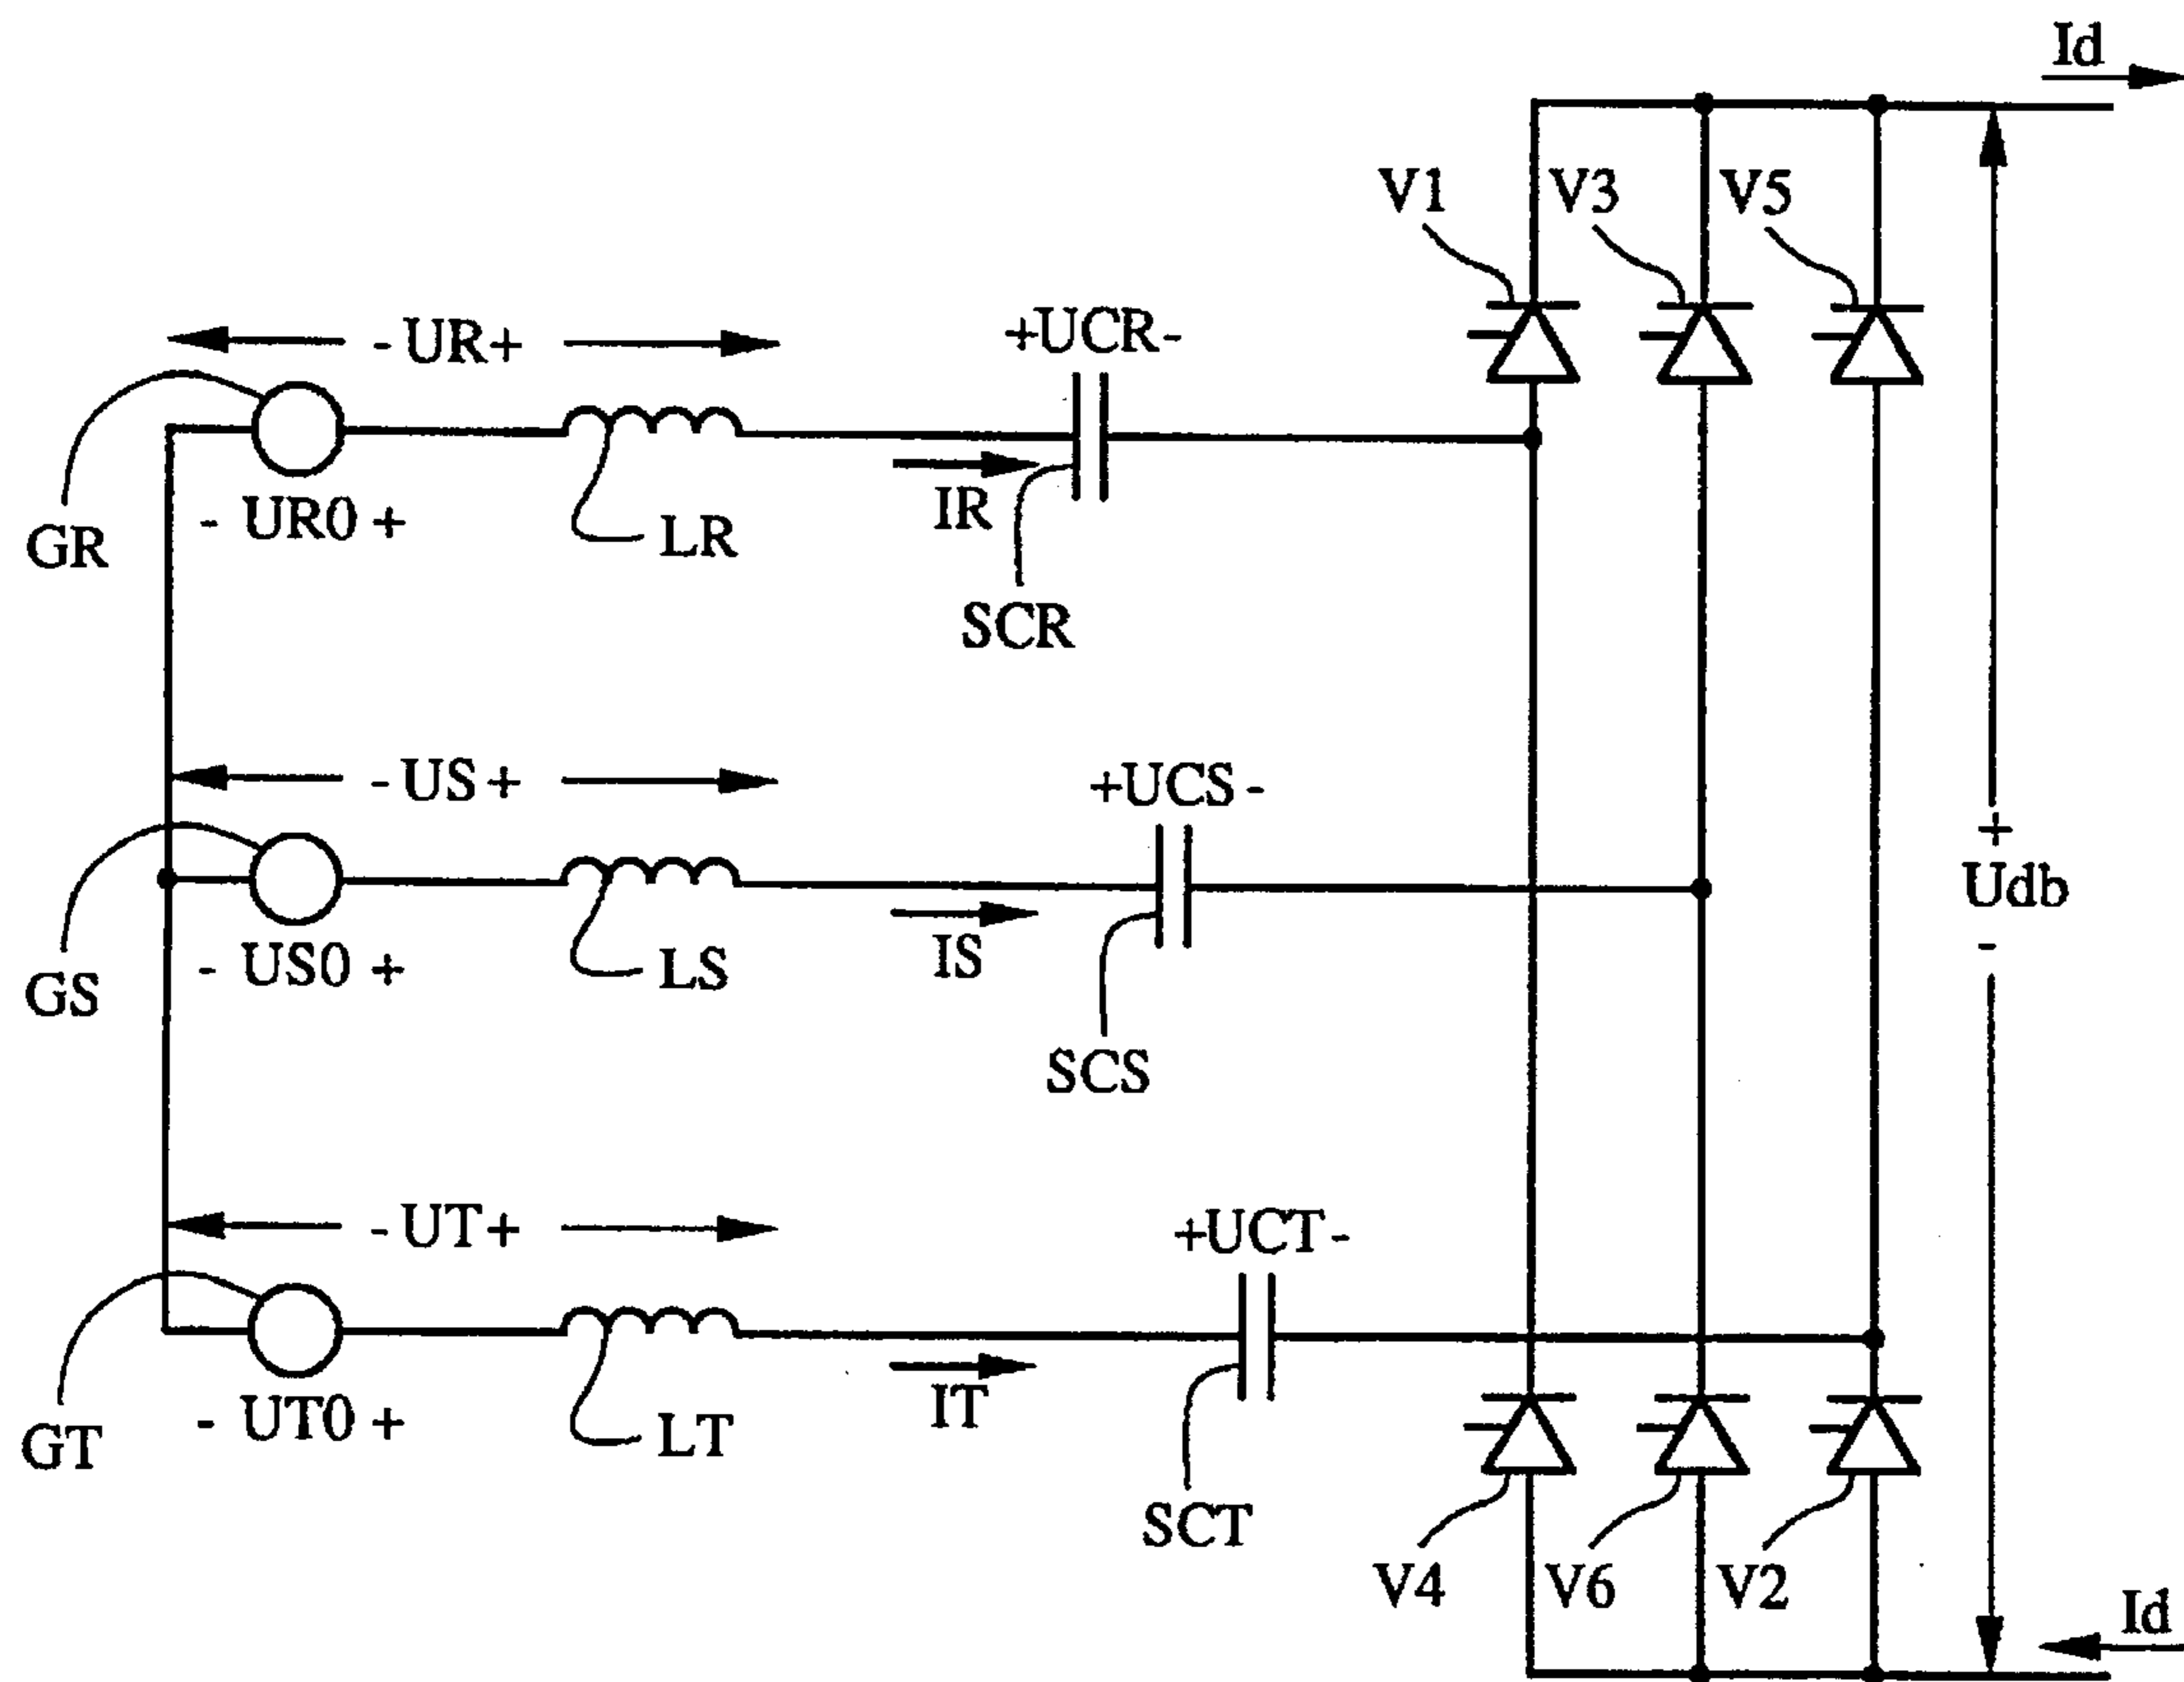 Id
V1 V3 V5
- UR +
+UCR -
GR
- UR0 +
LR
IR
SCR
- US +
+UCS -
+
Udb
-
GS
- US0 +
LS
IS
SCS
- UT +
+UCT -
GT
- UT0 +
LT
IT
SCT
V4 V6 V2
Id